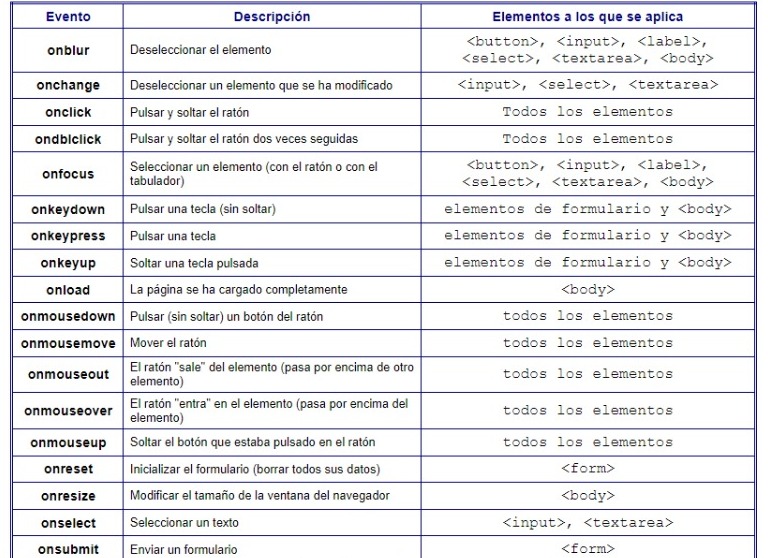 Evento Descripción Elementos a los que se aplica
onblur Deseleccionar el elemento <button>, <input>, <label>,
<select>, <textarea>, <body>
onchange Deseleccionar un elemento que se ha modificado <input>, <select>, <textarea>
onclick Pulsar y soltar el ratón Todos los elementos
ondblclick Pulsar y soltar el ratón dos veces seguidas Todos los elementos
onfocus Seleccionar un elemento (con el ratón o con el
tabulador) <button>, <input>, <label>,
<select>, <textarea>, <body>
onkeydown Pulsar una tecla (sin soltar) elementos de formulario y <body>
onkeypress Pulsar una tecla elementos de formulario y <body>
onkeyup Soltar una tecla pulsada elementos de formulario y <body>
onload La página se ha cargado completamente <body>
onmousedown Pulsar (sin soltar) un botón del ratón todos los elementos
onmousemove Mover el ratón todos los elementos
onmouseout El ratón "sale" del elemento (pasa por encima de otro
elemento) todos los elementos
onmouseover El ratón "entra" en el elemento (pasa por encima del
elemento) todos los elementos
onmouseup Soltar el botón que estaba pulsado en el ratón todos los elementos
onreset Inicializar el formulario (borrar todos sus datos) <form>
onresize Modificar el tamaño de la ventana del navegador <body>
onselect Seleccionar un texto <input>, <textarea>
onsubmit Enviar un formulario <form>